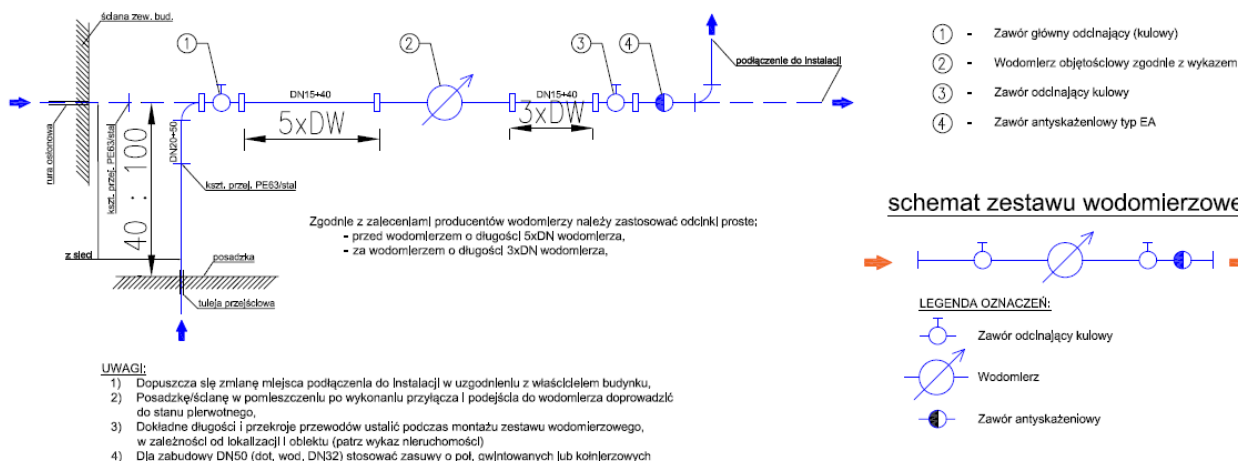 ściana zew. bud.
1
2
3
4
podłączenie do instalacji
DN15÷40
DN15÷40
5xDW
3xDW
rura osłonowa
kszt. przej. PE63/stal
40 : 100
DN20÷50
kszt. przej. PE63/stal
z sieci
posadzka
tuleja przejściowa
Zgodnie z zaleceniami producentów wodomierzy należy zastosować odcinki proste:
- przed wodomierzem o długości 5xDN wodomierza,
- za wodomierzem o długości 3xDN wodomierza,
UWAGI:
1) Dopuszcza się zmianę miejsca podłączenia do instalacji w uzgodnieniu z właścicielem budynku,
2) Posadzkę/ścianę w pomieszczeniu po wykonaniu przyłącza i podejścia do wodomierza doprowadzić
do stanu pierwotnego,
3) Dokładne długości i przekroje przewodów ustalić podczas montażu zestawu wodomierzowego,
w zależności od lokalizacji i obiektu (patrz wykaz nieruchomości)
4) Dla zabudowy DN50 (dot. wod. DN32) stosować zasuwy o poł. gwintowanych lub kołnierzowych
1 - Zawór główny odcinający (kulowy)
2 - Wodomierz objętościowy zgodnie z wykazem
3 - Zawór odcinający kulowy
4 - Zawór antyskażeniowy typ EA
schemat zestawu wodomierzowe
LEGENDA OZNACZEŃ:
Zawór odcinający kulowy
Wodomierz
Zawór antyskażeniowy